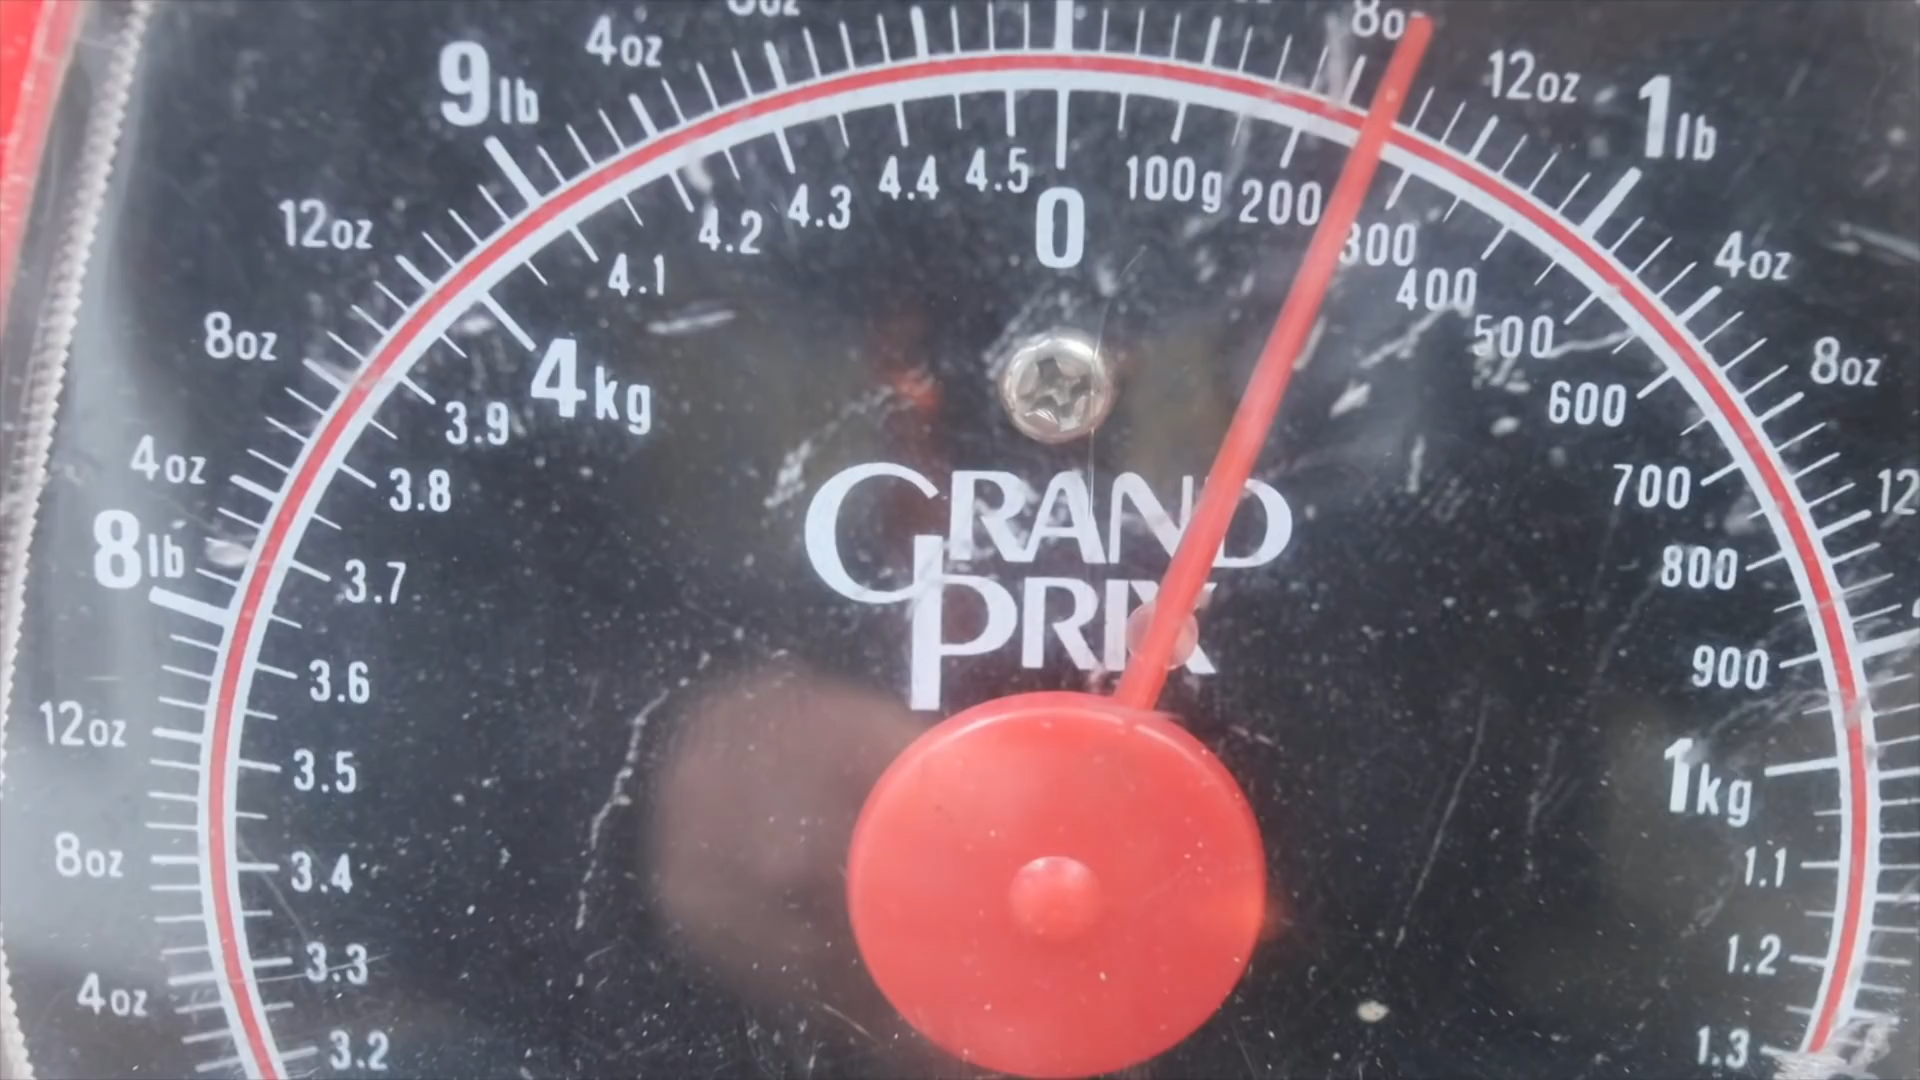 8oz
12oz
1lb
4oz
8oz
12
4oz
9lb
12oz
8oz
4oz
8lb
12oz
8oz
4oz
0
100g
200
300
400
500
600
700
800
900
1kg
1.1
1.2
1.3
4.5
4.4
4.3
4.2
4.1
4kg
3.9
3.8
3.7
3.6
3.5
3.4
3.3
3.2
GRAND
PRIX